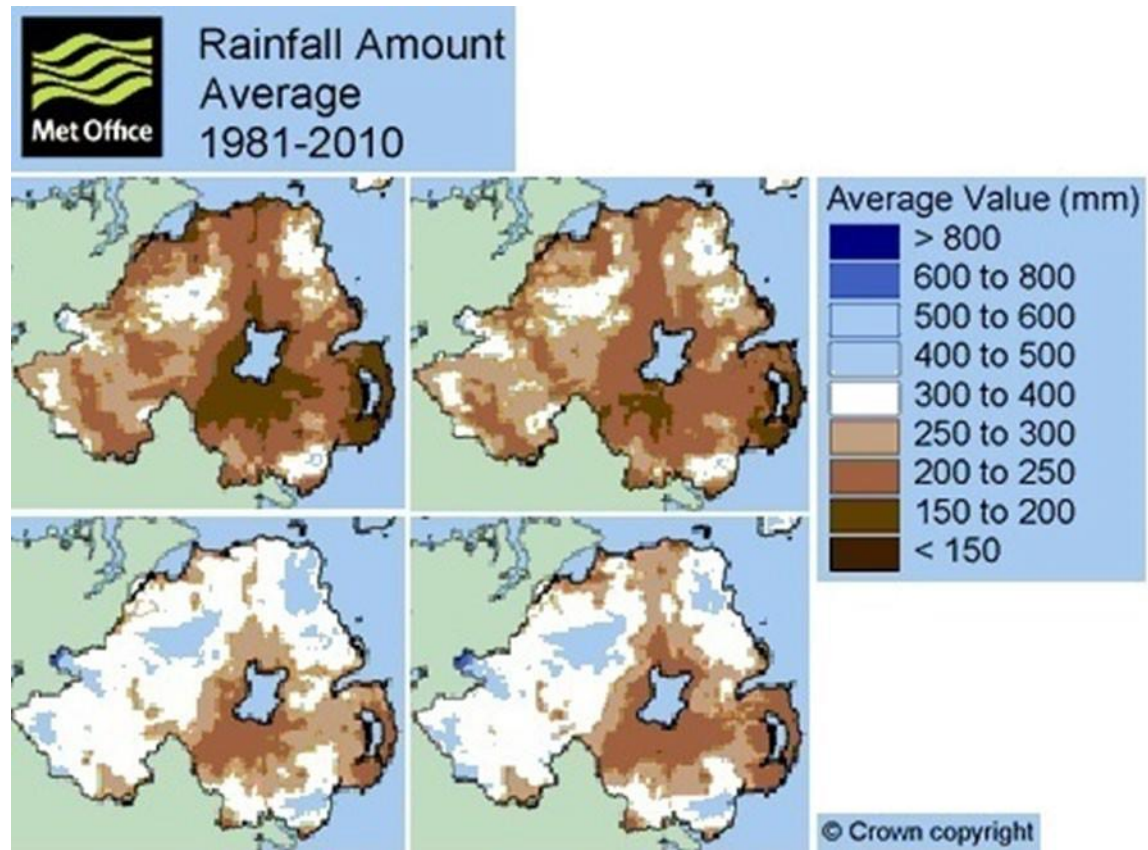 Met Office
Rainfall Amount
Average
1981-2010
Average Value (mm)
> 800
600 to 800
500 to 600
400 to 500
300 to 400
250 to 300
200 to 250
150 to 200
< 150
© Crown copyright